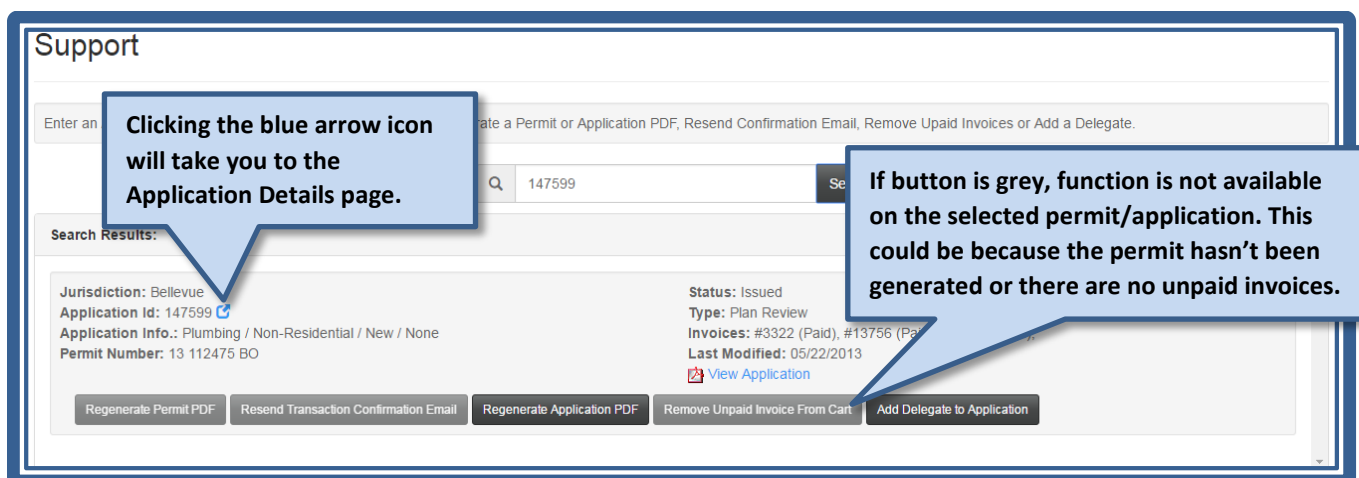 Support
Enter an
rate a Permit or Application PDF, Resend Confirmation Email, Remove Upaid Invoices or Add a Delegate.
Clicking the blue arrow icon
will take you to the
Application Details page.
147599
If button is grey, function is not available
on the selected permit/application. This
could be because the permit hasn’t been
generated or there are no unpaid invoices.
Search Results:
Jurisdiction: Bellevue
Application Id: 147599
Application Info.: Plumbing / Non-Residential / New / None
Permit Number: 13 112475 BO
Status: Issued
Type: Plan Review
Invoices: #3322 (Paid), #13756
Last Modified: 05/22/2013
View Application
Regenerate Permit PDF
Resend Transaction Confirmation Email
Regenerate Application PDF
Remove Unpaid Invoice From Cart
Add Delegate to Application